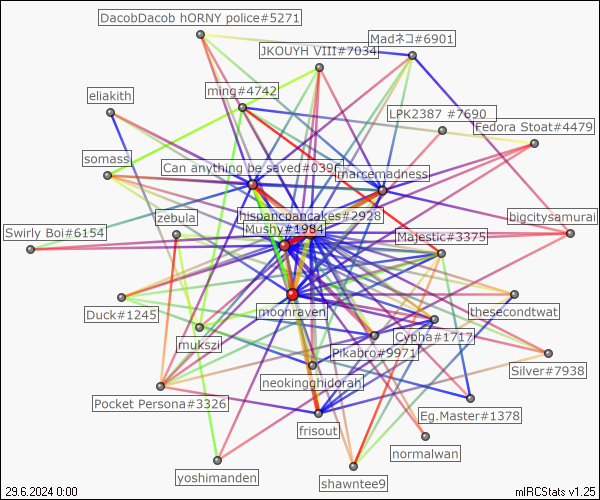 DacobDacob hORNY police#5271
Madネコ#6901
JKOUYH VIII#7034
ming#4742
eliakith
LPK2387 #7690
Fedora Stoat#4479
somass
Can anything be saved#039
marcemadness
zebula
hispancpancakes#2928
bigcitysamurai
Mushy#1984
Swirly Boi#6154
Majestic#3375
Duck#1245
moonraven
thesecondtwat
mukszi
Cypha#1717
Pikabro#9971
Silver#7938
neokingghidorah
Pocket Persona#3326
Eg.Master#1378
frisout
normalwan
yoshimanden
shawntee9
29.6.2024 0:00
mIRCStats v1.25